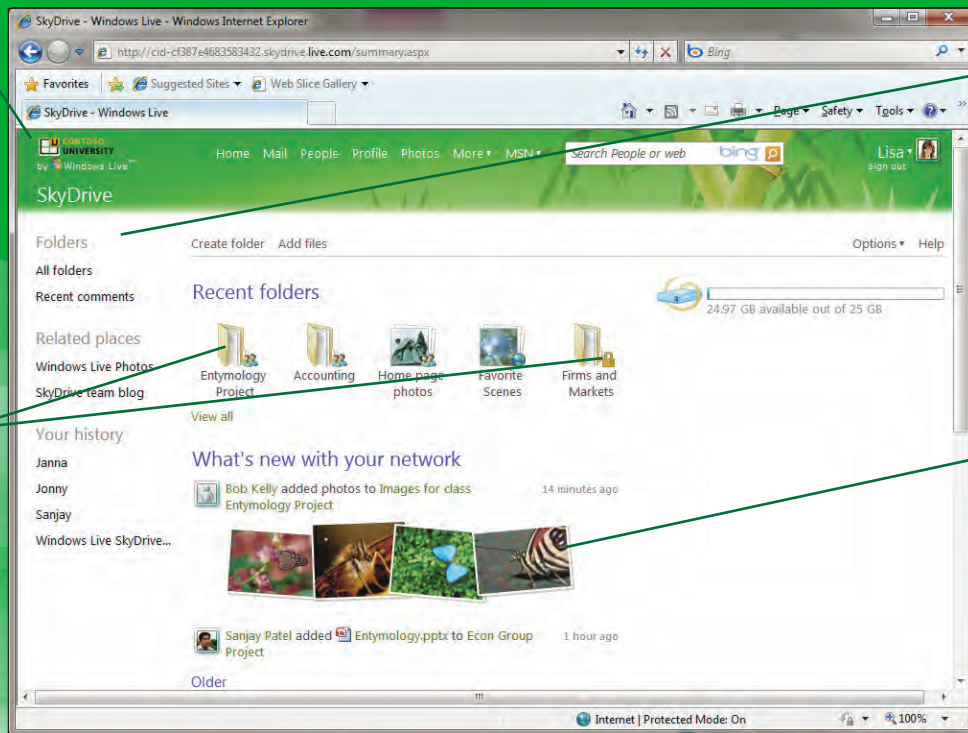 SkyDrive - Windows Live - Windows Internet Explorer
http://cid-cf387e4683583432.skydrive.live.com/summary.aspx
Bing
Favorites Suggested Sites Web Slice Gallery
SkyDrive - Windows Live
Page Safety Tools
CONTOSO
UNIVERSITY
by Windows Live™
Home Mail People Profile Photos More MSN
Search People or web bing
Lisa
sign out
SkyDrive
Folders
All folders
Recent comments
Related places
Windows Live Photos
SkyDrive team blog
Your history
Janna
Jonny
Sanjay
Windows Live SkyDrive...
Create folder Add files
Options Help
Recent folders
24.97 GB available out of 25 GB
Entymology
Project
Accounting
Home page
photos
Favorite
Scenes
Firms and
Markets
View all
What's new with your network
Bob Kelly added photos to Images for class
Entymology Project
14 minutes ago
Sanjay Patel added Entymology.pptx to Econ Group
Project
1 hour ago
Older
Internet | Protected Mode: On
100%